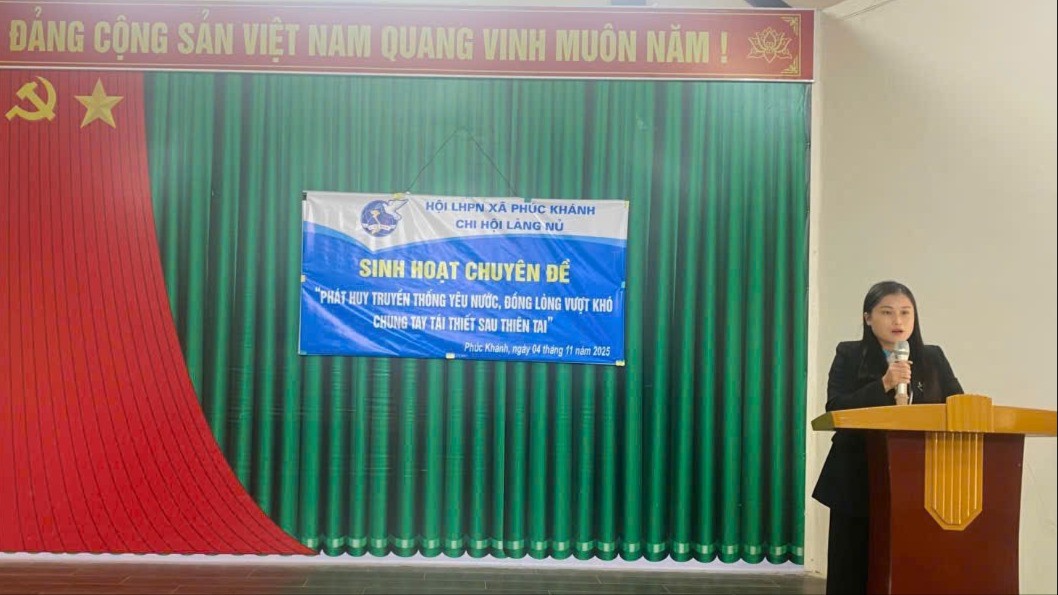 ĐẢNG CỘNG SẢN VIỆT NAM QUANG VINH MUÔN NĂM !
HỘI LHPN XÃ PHÚC KHÁNH
CHI HỘI LÀNG NỦ
SINH HOẠT CHUYÊN ĐỀ
"PHÁT HUY TRUYỀN THỐNG YÊU NƯỚC, ĐỒNG LÒNG VƯỢT KHÓ
CHUNG TAY TÁI THIẾT SAU THIÊN TAI"
Phúc Khánh, ngày 04 tháng 11 năm 2025